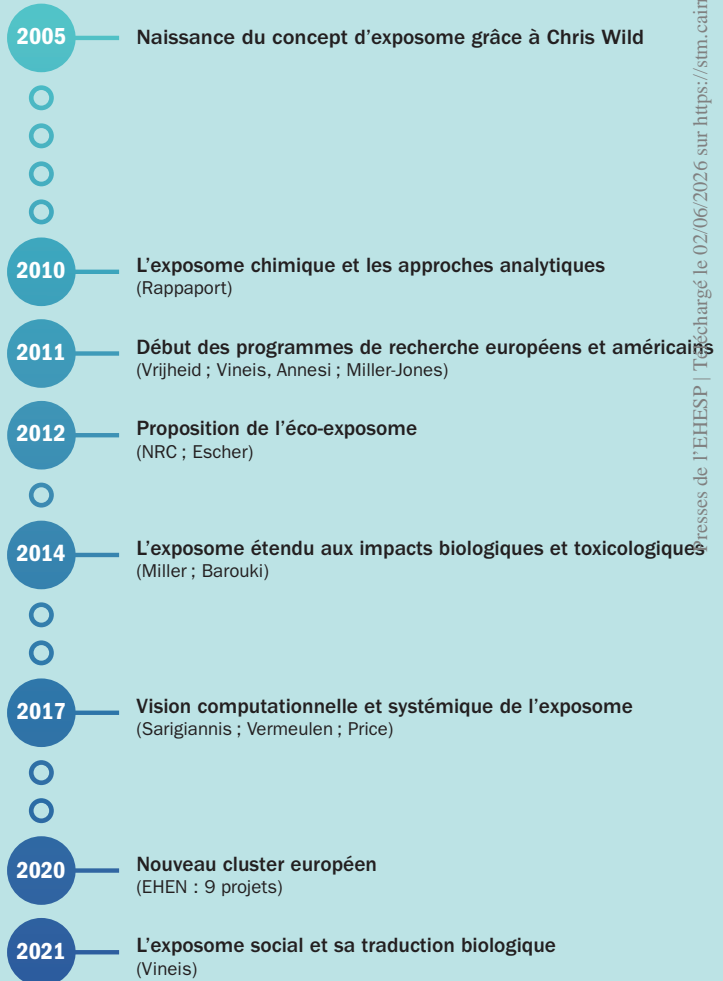 2005
Naissance du concept d’exposome grâce à Chris Wild
2010
L’exposome chimique et les approches analytiques
(Rappaport)
2011
Début des programmes de recherche européens et américains
(Vrijheid ; Vineis, Annesi ; Miller-Jones)
2012
Proposition de l’éco-exposome
(NRC ; Escher)
2014
L’exposome étendu aux impacts biologiques et toxicologiques
(Miller ; Barouki)
2017
Vision computationnelle et systémique de l’exposome
(Sarigiannis ; Vermeulen ; Price)
2020
Nouveau cluster européen
(EHEN : 9 projets)
2021
L’exposome social et sa traduction biologique
(Vineis)
Presses de l’EHESP | Téléchargé le 02/06/2026 sur https://stm.cairn